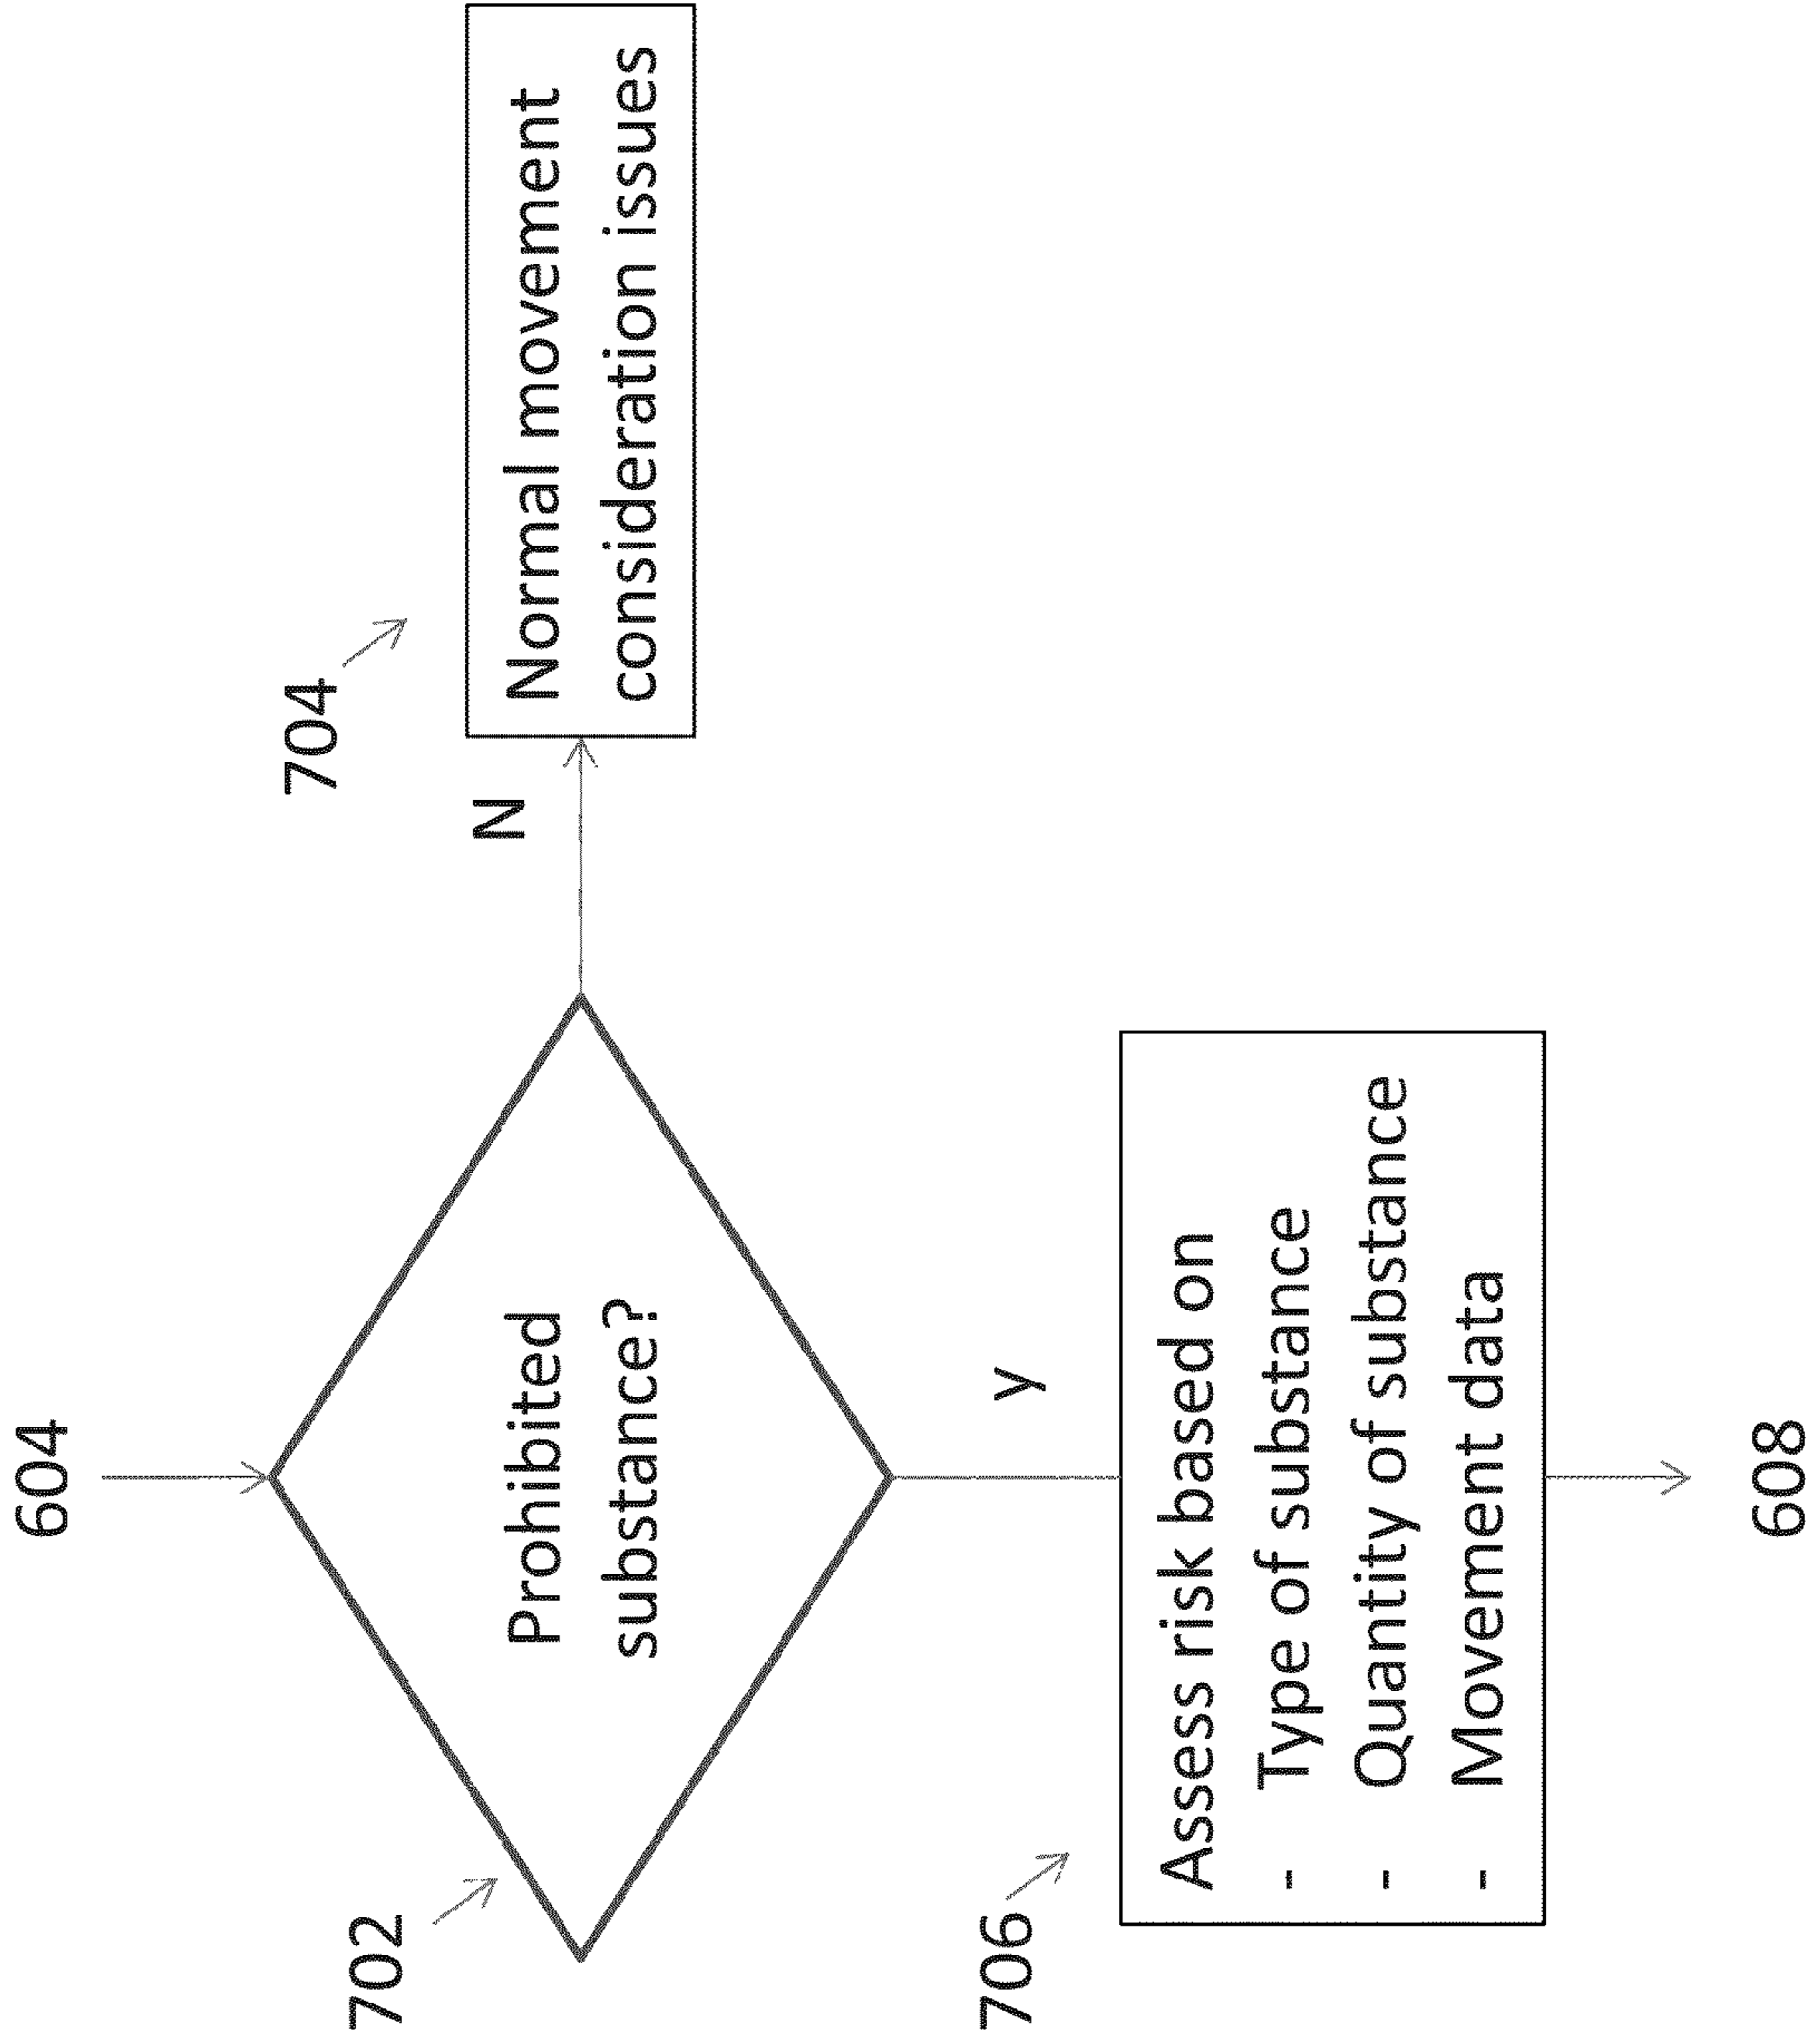 604
702
Prohibited
substance?
N
704
Normal movement
consideration issues
y
706
Assess risk based on
- Type of substance
- Quantity of substance
- Movement data
608